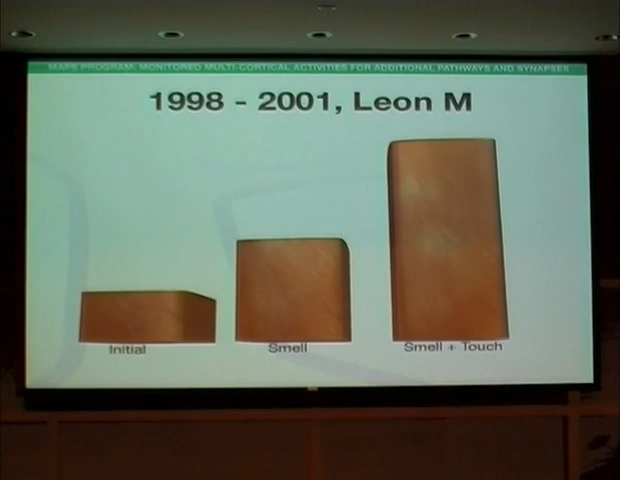 MAPS PROGRAM: MONITORED MULTI-CORTICAL ACTIVITIES FOR ADDITIONAL PATHWAYS AND SYNAPSES
1998 - 2001, Leon M
Initial
Smell
Smell + Touch